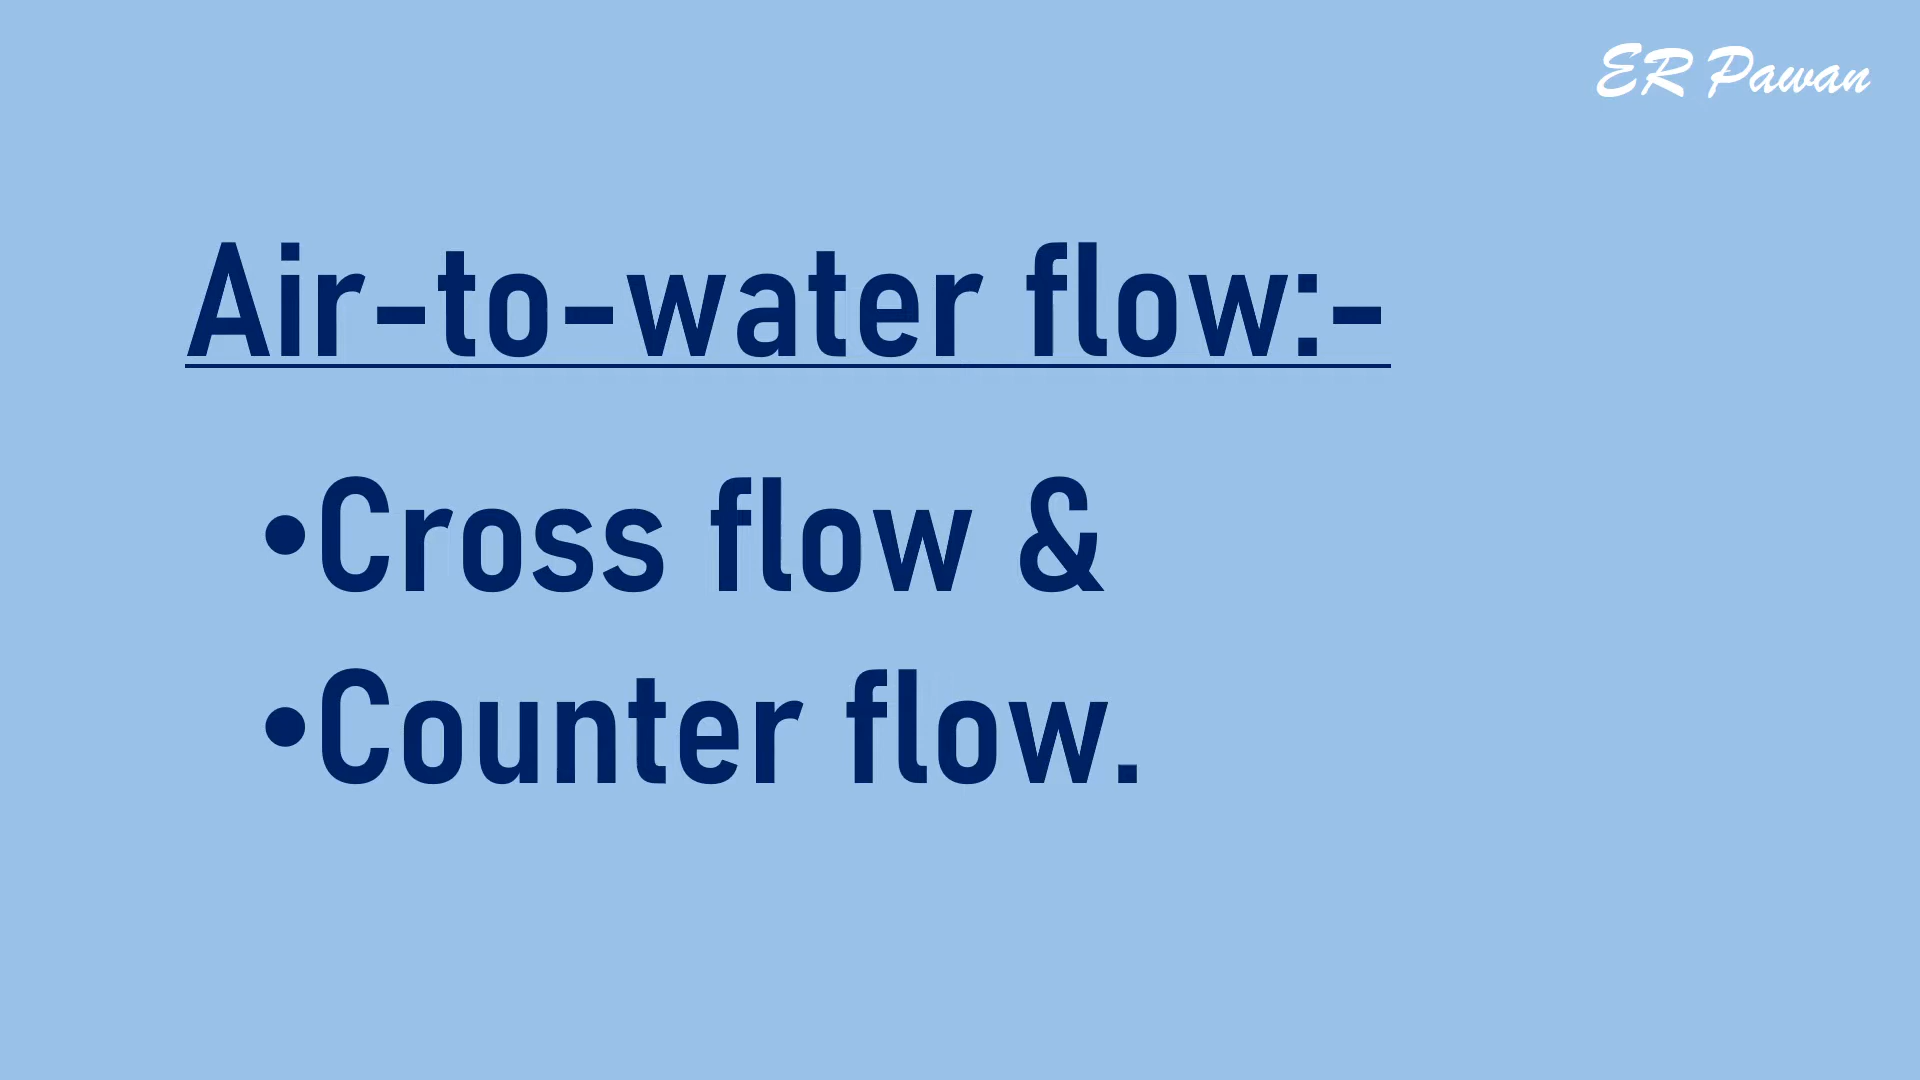 ER Pawan
Air-to-water flow:-
•Cross flow &
•Counter flow.